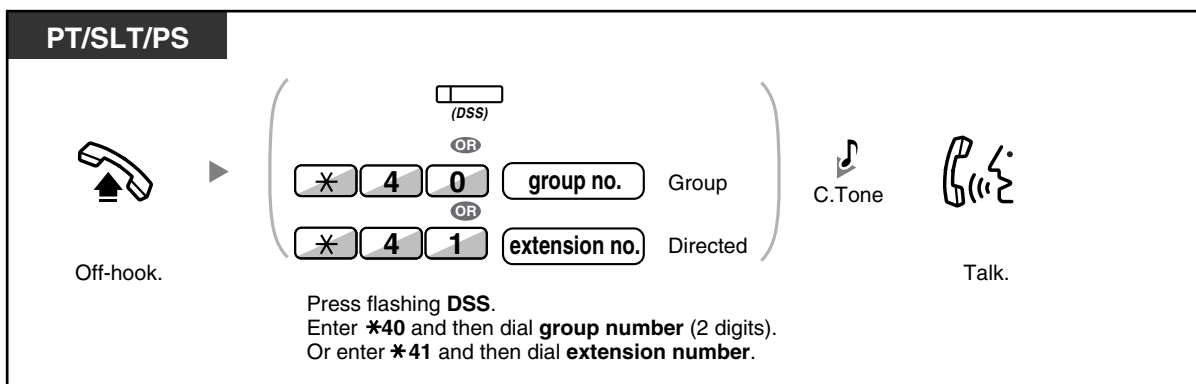 PT/SLT/PS
(DSS)
OR
* 4 0 group no. Group
OR
* 4 1 extension no. Directed
C.Tone
Off-hook.
Talk.
Press flashing DSS.
Enter *40 and then dial group number (2 digits).
Or enter *41 and then dial extension number.